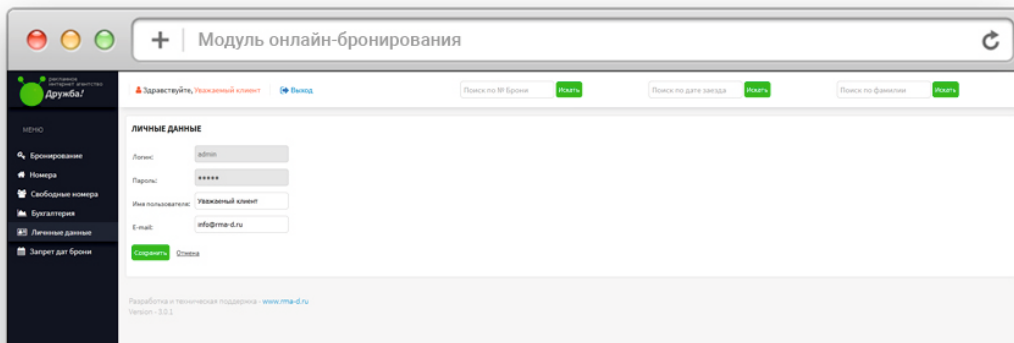 Модуль онлайн-бронирования
рекламное
интернет агентство
Дружба!
Здравствуйте, Уважаемый клиент
Выход
Поиск по № Брони
Искать
Поиск по дате заезда
Искать
Поиск по фамилии
Искать
МЕНЮ
Бронирование
Номера
Свободные номера
Бухгалтерия
Личные данные
Запрет дат брони
ЛИЧНЫЕ ДАННЫЕ
Логин: admin
Пароль: •••••
Имя пользователя: Уважаемый клиент
E-mail: info@rma-d.ru
Сохранить Отмена
Разработка и техническая поддержка - www.rma-d.ru
Version - 3.0.1